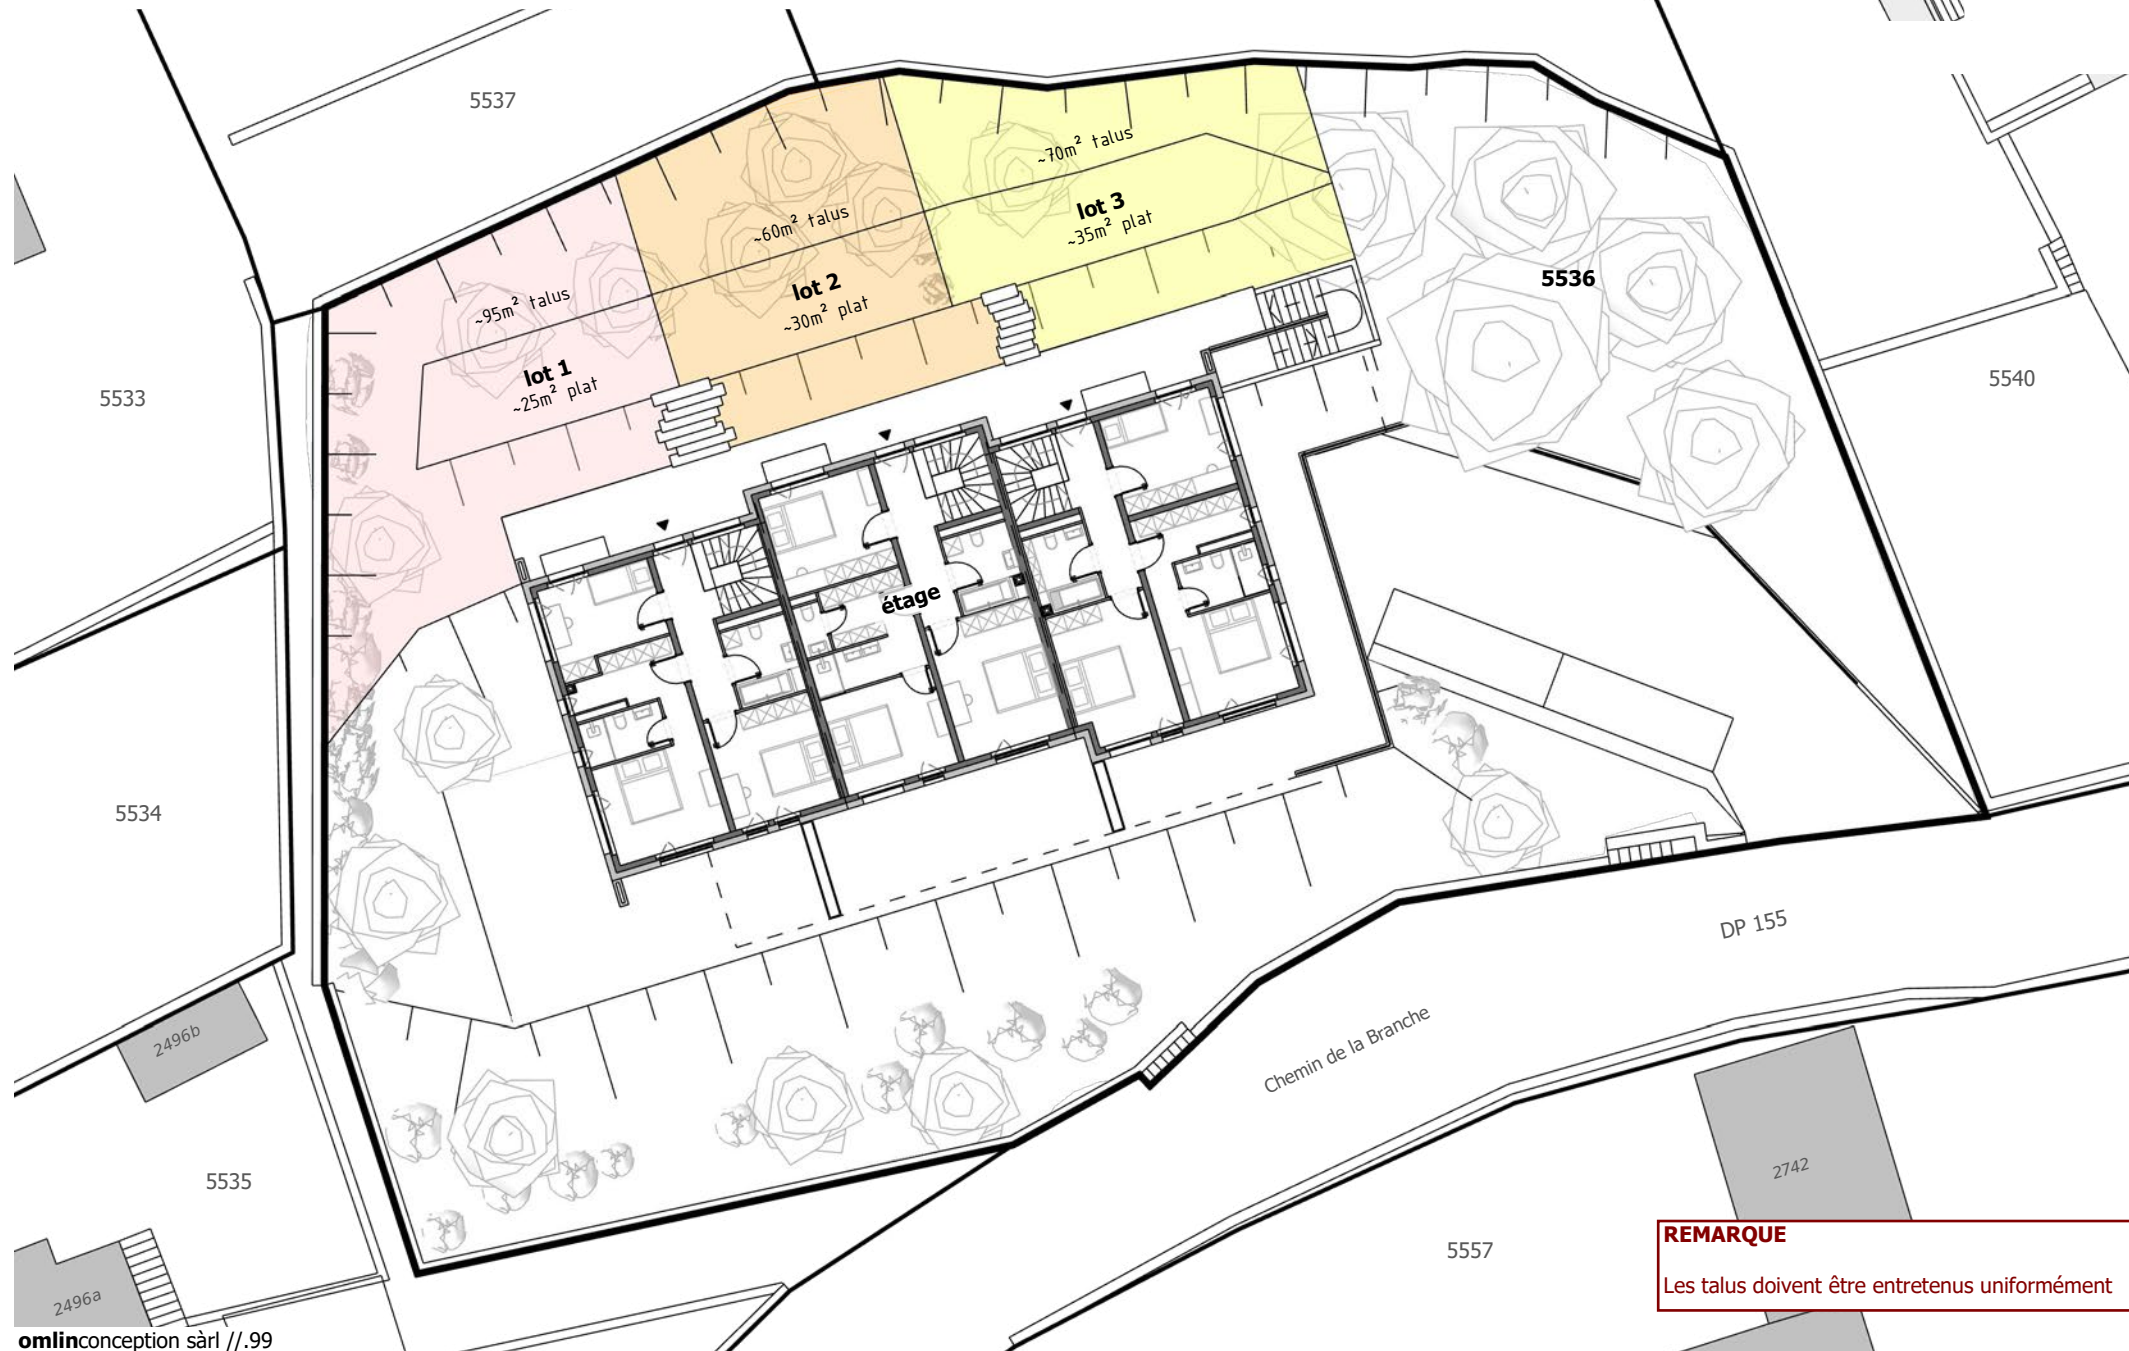 5537
~70m² talus
lot 3
~35m² plat
~60m² talus
lot 2
~30m² plat
~95m² talus
lot 1
~25m² plat
5536
5533
5540
étage
5534
DP 155
2496b
Chemin de la Branche
5535
2742
5557
2496a
REMARQUE
Les talus doivent être entretenus uniformément
omlinconception sàrl //.99